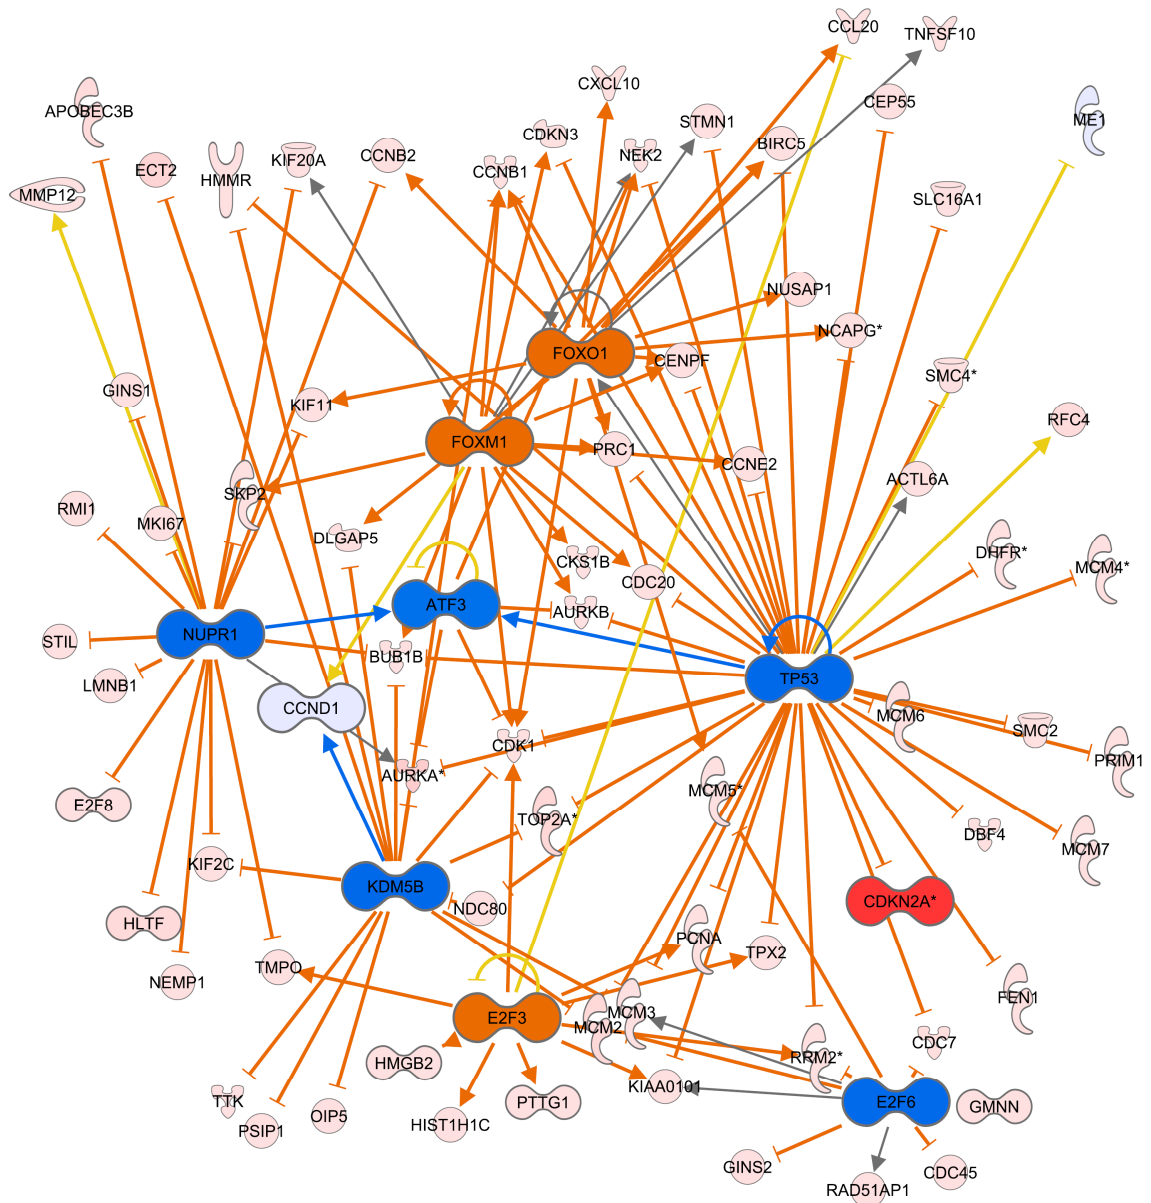 CCL20
TNFSF10
CXCL10
CEP55
APOBEC3B
ME1
STMN1
CDKN3
BIRC5
KIF20A
CCNB2
NEK2
ECT2
CCNB1
HMMR
MMP12
SLC16A1
NUSAP1
NCAPG*
FOXO1
CENPF
SMC4*
GINS1
KIF11
RFC4
FOXM1
PRC1
CCNE2
ACTL6A
SKP2
RMI1
MKI67
DLGAP5
DHFR*
CKS1B
MCM4*
CDC20
ATF3
AURKB
NUPR1
STIL
BUB1B
TP53
LMNB1
CCND1
MCM6
SMC2
CDK1
PRIM1
AURKA*
MCM5*
E2F8
TOP2A*
DBF4
MCM7
KIF2C
KDM5B
CDKN2A*
NDC80
HLTF
PCNA
TPX2
TMPO
NEMP1
FEN1
MCM3
E2F3
MCM2
CDC7
RRM2*
HMGB2
KIAA0101
TTK
PTTG1
E2F6
GMNN
OIP5
HIST1H1C
PSIP1
GINS2
CDC45
RAD51AP1